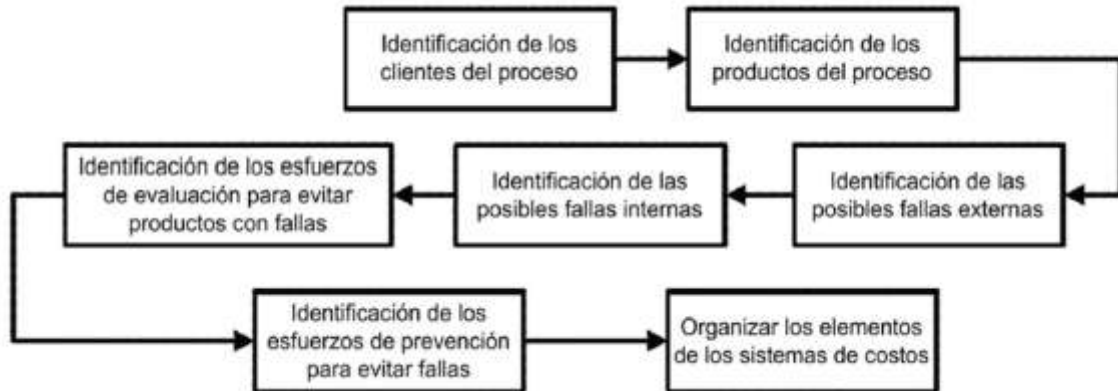 Identificación de los
clientes del proceso
Identificación de los
productos del proceso
Identificación de las
posibles fallas externas
Identificación de las
posibles fallas internas
Identificación de los esfuerzos
de evaluación para evitar
productos con fallas
Identificación de los
esfuerzos de prevención
para evitar fallas
Organizar los elementos
de los sistemas de costos